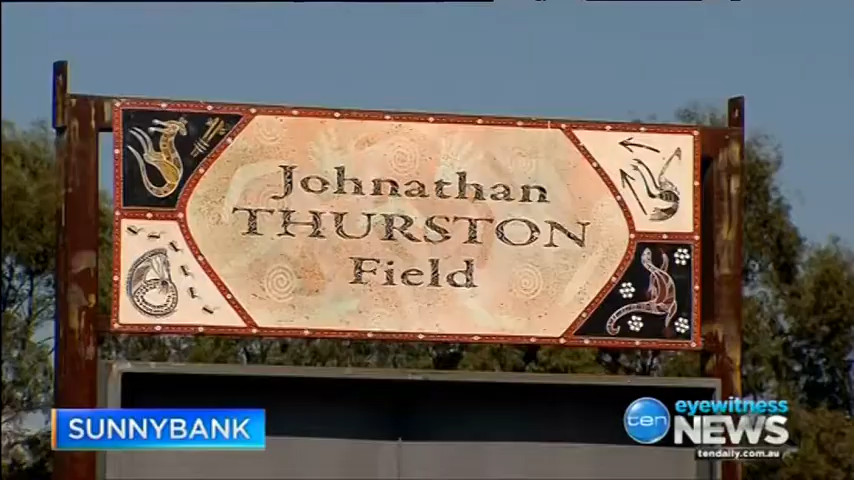 Johnathan
THURSTON
Field
SUNNYBANK
ten eyewitness
NEWS
tendaily.com.au